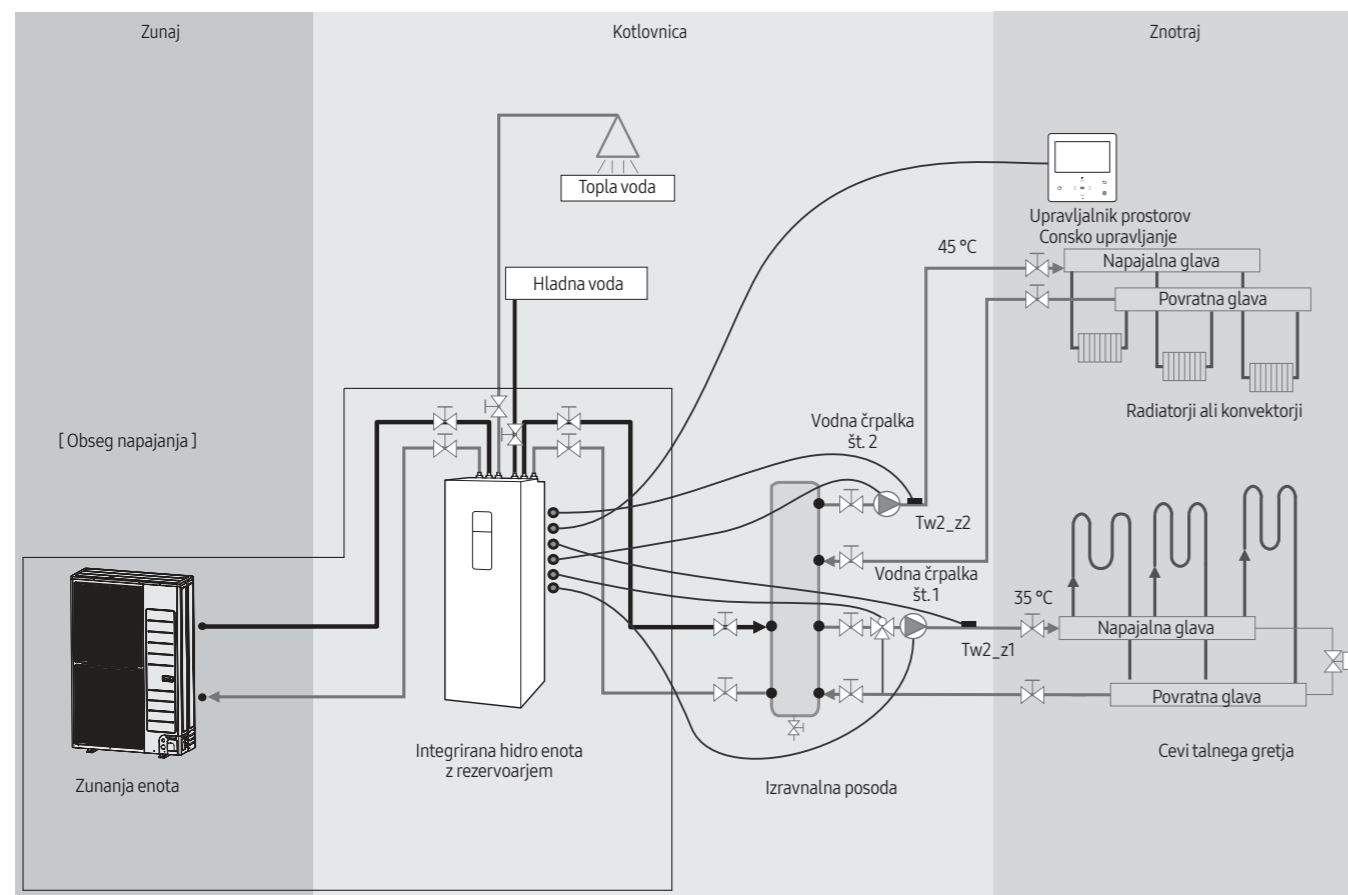 Zunaj
Kotlovnica
Znotraj
Topla voda
Upravljalnik prostorov
Consko upravljanje
45 °C
Napajalna glava
Hladna voda
Povratna glava
Radiatorji ali konvektorji
Vodna črpalka
št. 2
[ Obseg napajanja ]
Tw2_z2
Vodna črpalka
št.1
35 °C
Napajalna glava
Tw2_z1
Povratna glava
Integrirana hidro enota
z rezervoarjem
Cevi talnega gretja
Zunanja enota
Izravnalna posoda